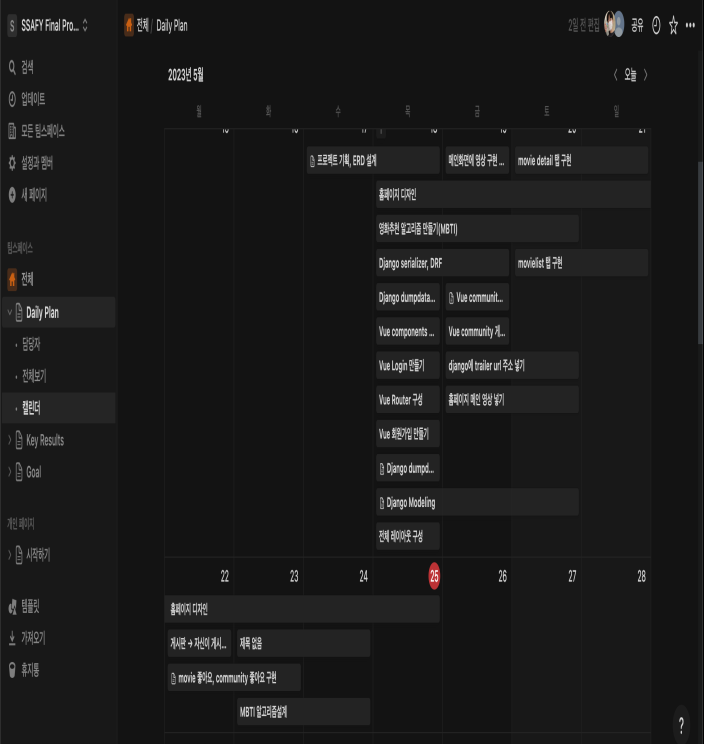 S SSAFY Final Pro...
검색
업데이트
모든 팀스페이스
설정과 멤버
새 페이지
팀스페이스
전체
Daily Plan
담당자
전체보기
캘린더
Key Results
Goal
개인 페이지
시작하기
템플릿
가져오기
휴지통
전체 / Daily Plan
2일 전 편집
공유
2023년 5월
오늘
월 화 수 목 금 토 일
프로젝트 기획, ERD 설계
메인화면에 영상 구현 ...
movie detail 탭 구현
홈페이지 디자인
영화추천 알고리즘 만들기(MBTI)
Django serializer, DRF
movielist 탭 구현
Django dumpdata...
Vue communit...
Vue components ...
Vue community 게...
Vue Login 만들기
django에 trailer url 주소 넣기
Vue Router 구성
홈페이지 메인 영상 넣기
Vue 회원가입 만들기
Django dumpd...
Django Modeling
전체 레이아웃 구성
22 23 24 25 26 27 28
홈페이지 디자인
게시판 → 자신이 게시...
제목 없음
movie 좋아요, community 좋아요 구현
MBTI 알고리즘설계
?